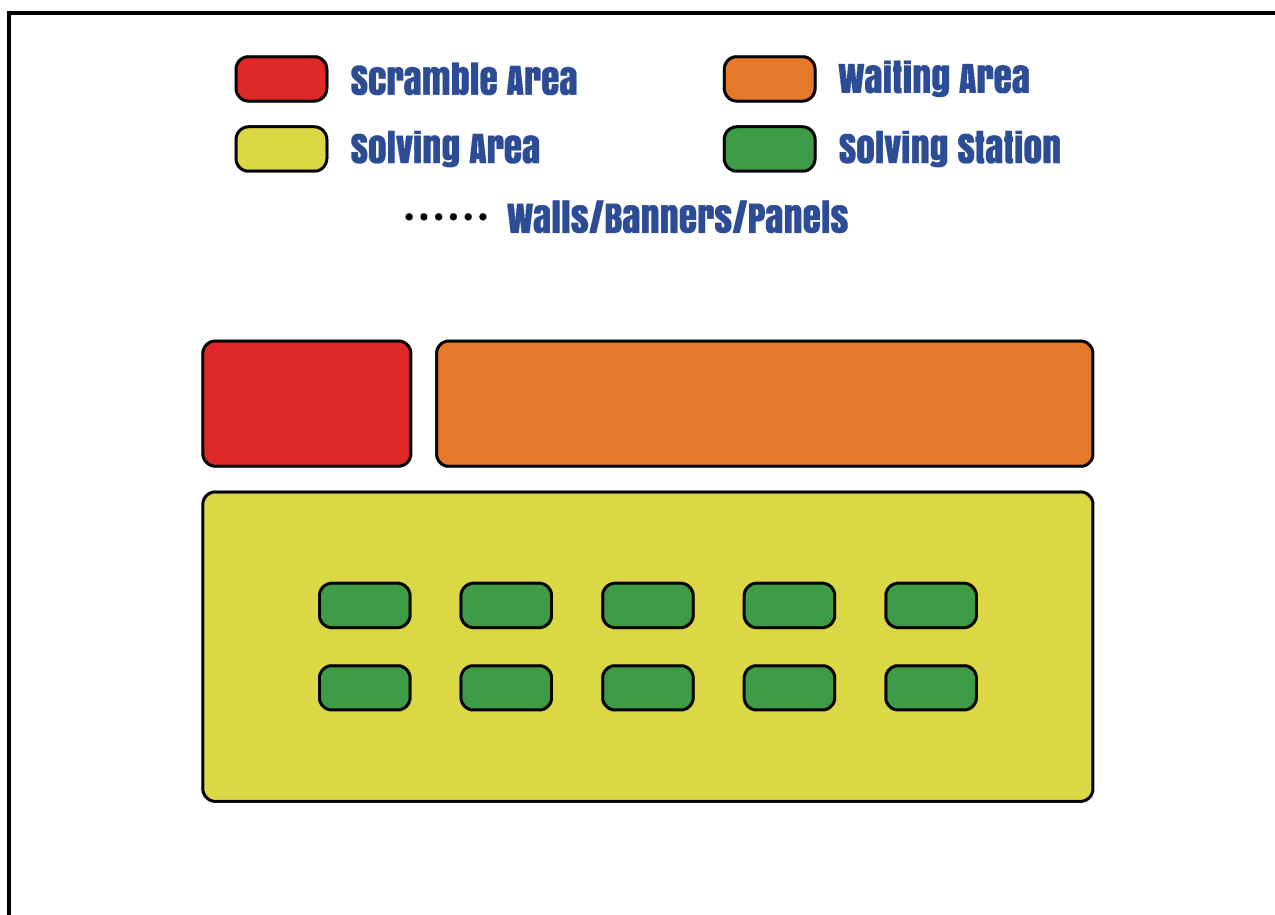 Scramble Area
Waiting Area
Solving Area
Solving Station
Walls/Banners/Panels